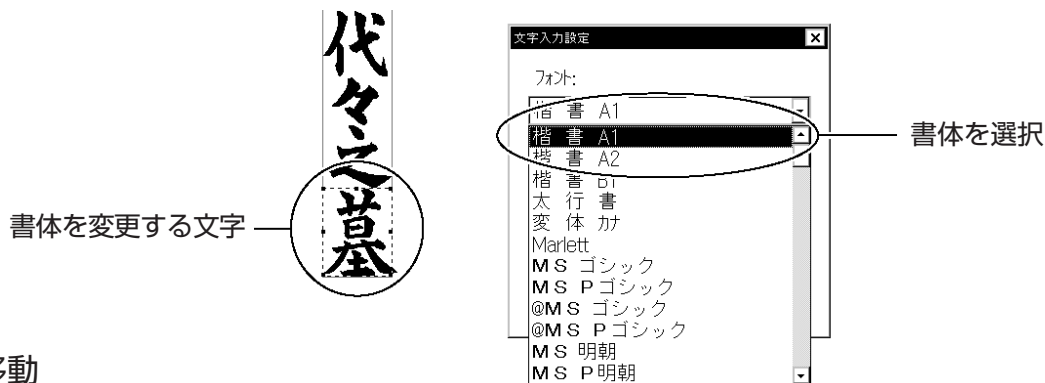 代々之墓
書体を変更する文字
文字入力設定
フォント:
楷 書 A1
楷 書 A1
楷 書 A2
楷 書 B1
太 行 書
変 体 カナ
Marlett
ＭＳ ゴシック
ＭＳ Ｐゴシック
@ＭＳ ゴシック
@ＭＳ Ｐゴシック
ＭＳ 明朝
ＭＳ Ｐ明朝
書体を選択
動